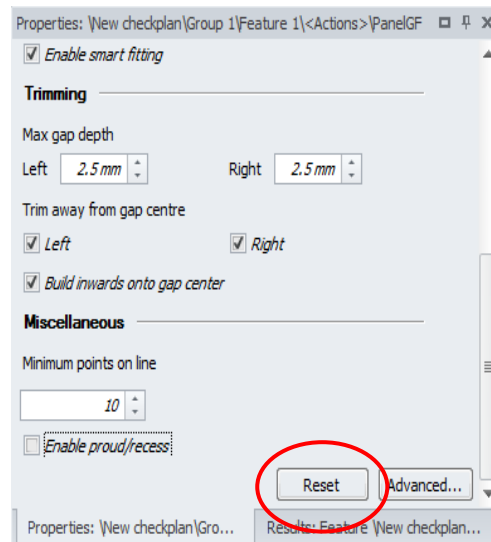 Properties: \New checkplan\Group 1\Feature 1\<Actions>\PanelGF
Enable smart fitting
Trimming
Max gap depth
Left 2.5 mm Right 2.5 mm
Trim away from gap centre
Left Right
Build inwards onto gap center
Miscellaneous
Minimum points on line
10
Enable proud/recess
Reset Advanced...
Properties: \New checkplan\Gro... Results: Feature \New checkplan...